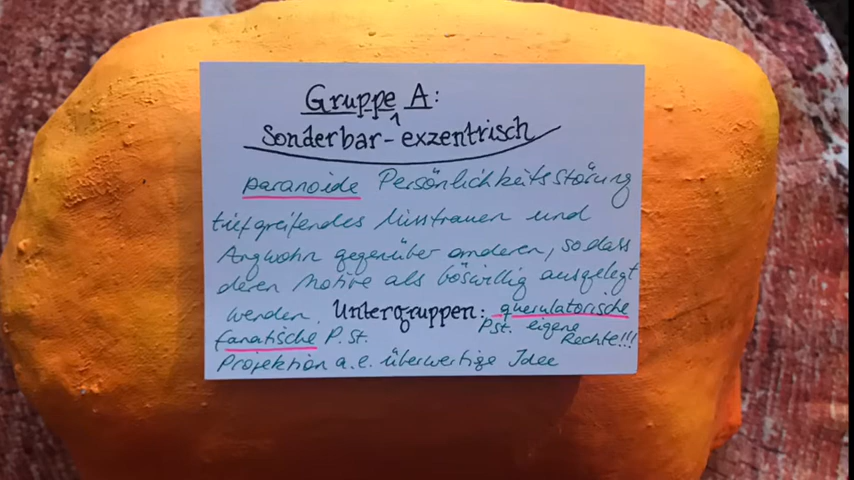 Gruppe A:
Sonderbar-exzentrisch
paranoide Persönlichkeitsstörung
tiefgreifendes Misstrauen und
Argwohn gegenüber anderen, sodass
deren Motive als böswillig ausgelegt
werden. Untergruppen: querulatorische
Pst. eigene
fanatische P.st. Rechte!!!
Projektion a.e. überwertige Idee